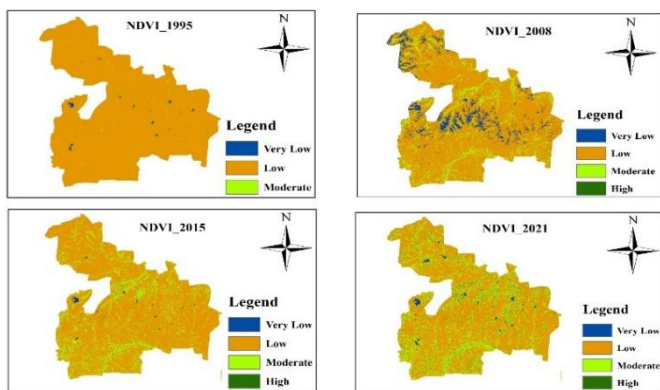 NDVI_1995
N
Legend
Very Low
Low
Moderate
NDVI_2008
N
Legend
Very Low
Low
Moderate
High
NDVI_2015
N
Legend
Very Low
Low
Moderate
High
NDVI_2021
N
Legend
Very Low
Low
Moderate
High